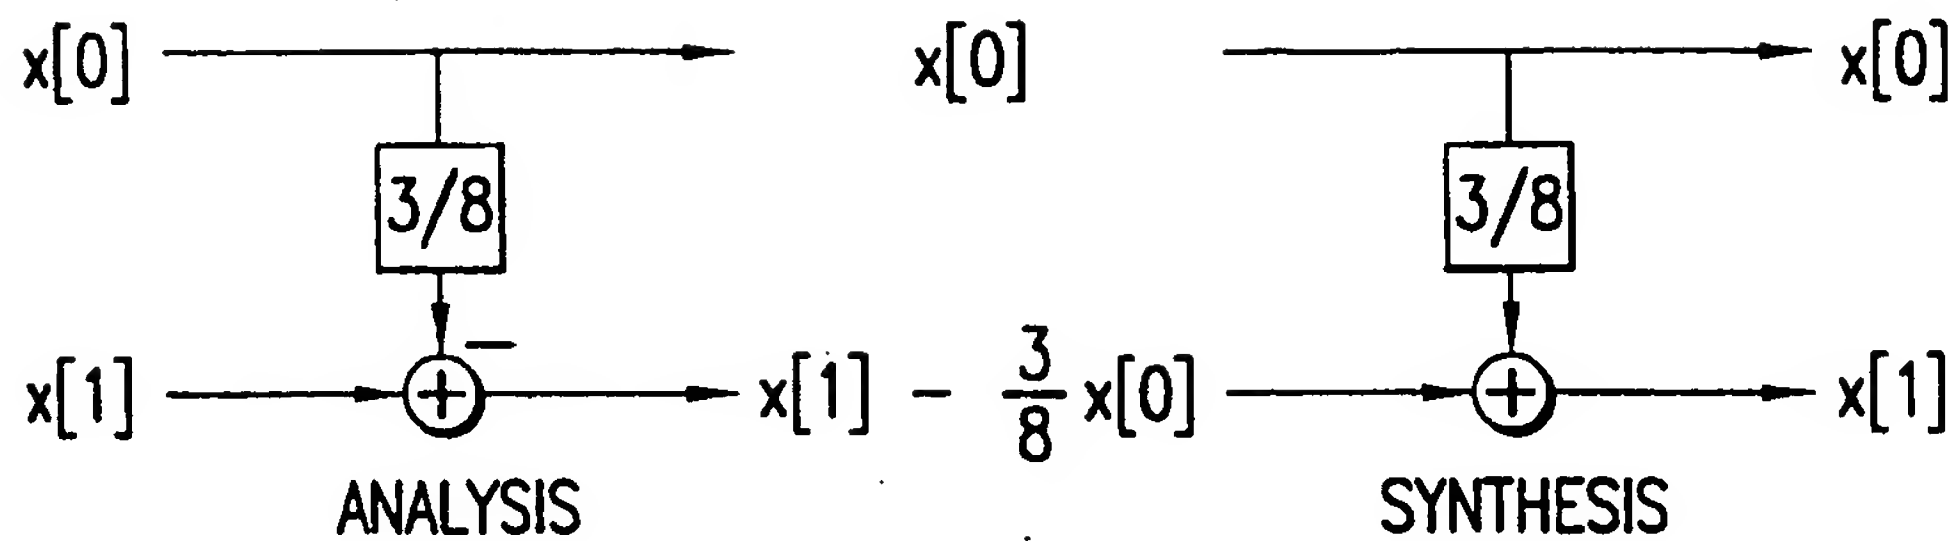 x[0] x[0] x[0]
3/8 3/8
x[1] x[1] - 3/8 x[0] x[1]
+ +
ANALYSIS SYNTHESIS